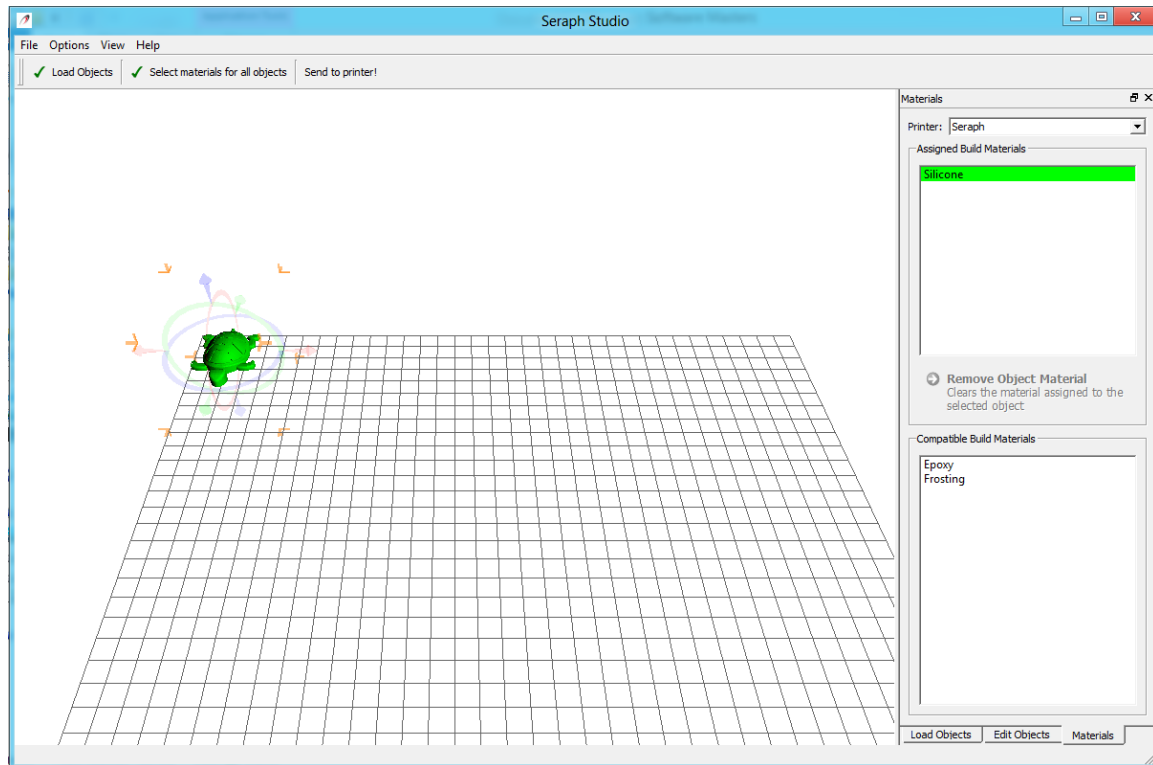 Seraph Studio
File Options View Help
Load Objects Select materials for all objects Send to printer!
Materials
Printer: Seraph
Assigned Build Materials
Silicone
Remove Object Material
Clears the material assigned to the
selected object
Compatible Build Materials
Epoxy
Frosting
Load Objects Edit Objects Materials